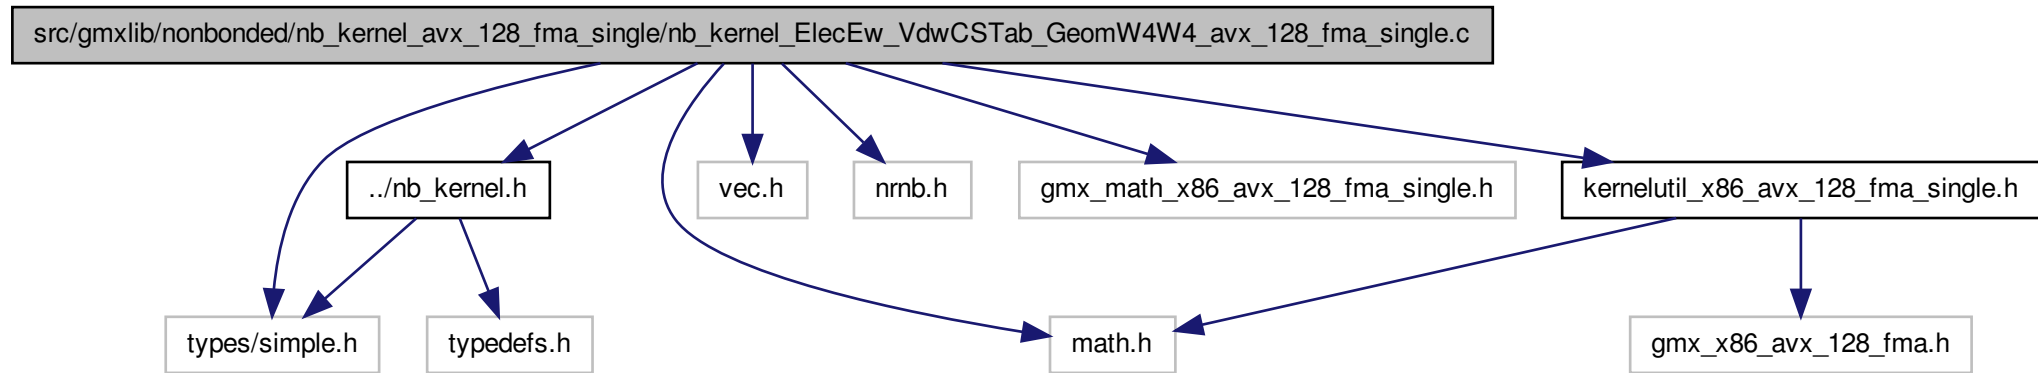 src/gmxlib/nonbonded/nb_kernel_avx_128_fma_single/nb_kernel_ElecEw_VdwCSTab_GeomW4W4_avx_128_fma_single.c
../nb_kernel.h
vec.h
nrnb.h
gmx_math_x86_avx_128_fma_single.h
kernelutil_x86_avx_128_fma_single.h
types/simple.h
typedefs.h
math.h
gmx_x86_avx_128_fma.h